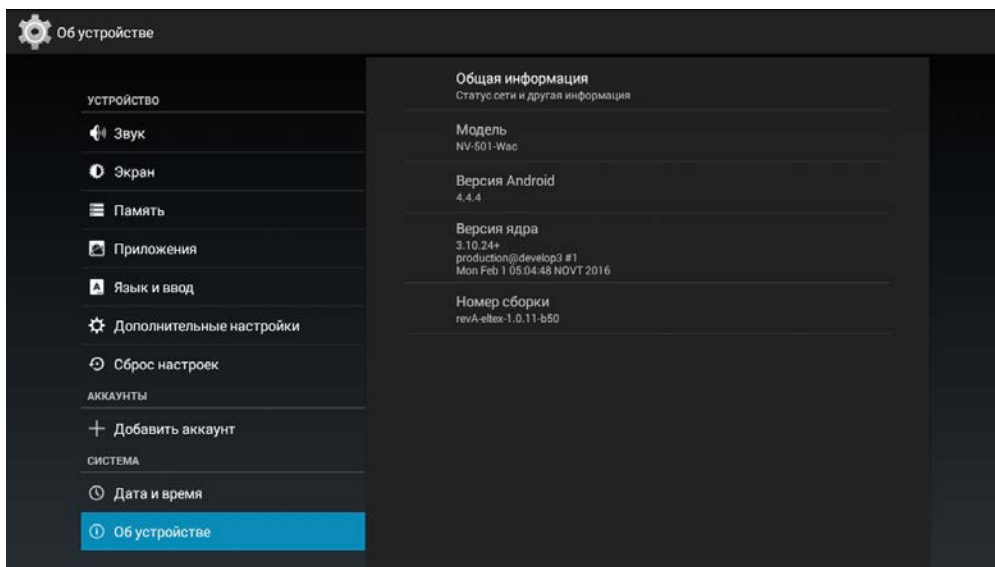 Об устройстве
УСТРОЙСТВО
Звук
Экран
Память
Приложения
Язык и ввод
Дополнительные настройки
Сброс настроек
АККАУНТЫ
Добавить аккаунт
СИСТЕМА
Дата и время
Об устройстве
Общая информация
Статус сети и другая информация
Модель
NV-501-Wac
Версия Android
4.4.4
Версия ядра
3.10.24+
production@develop3 #1
Mon Feb 1 05:04:48 NOVT 2016
Номер сборки
revA-eltex-1.0.11-b50